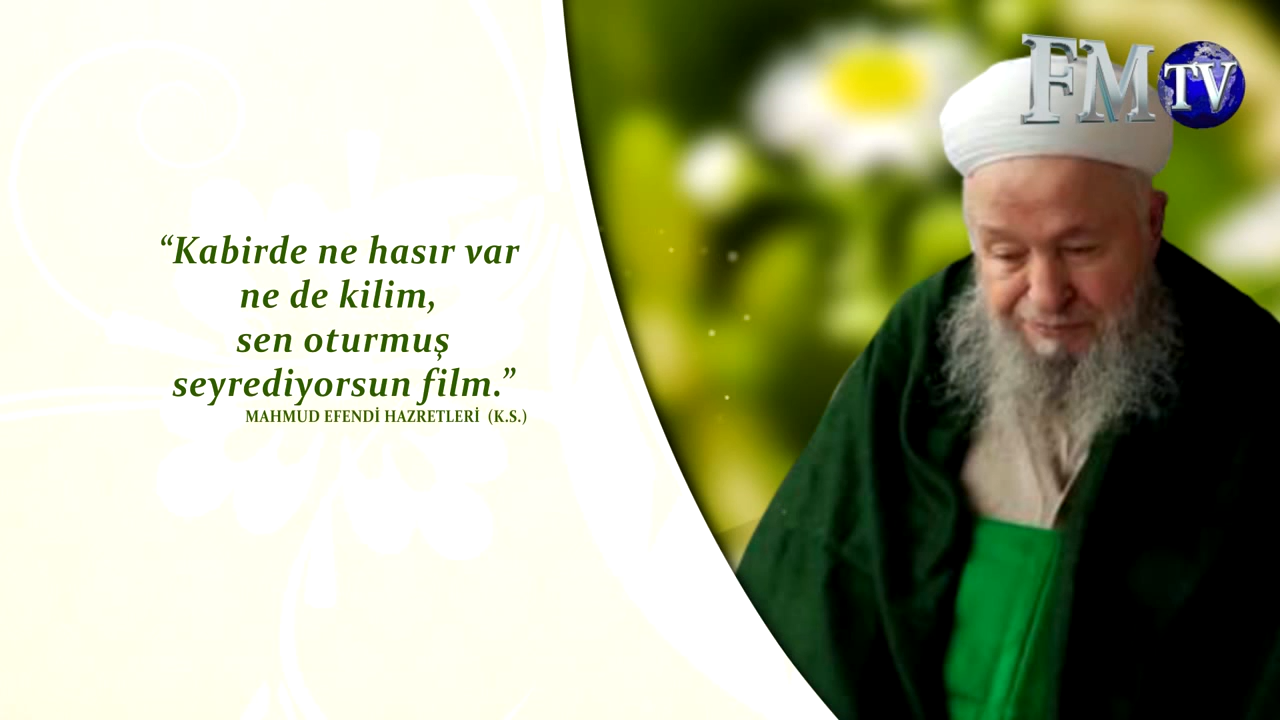 FM TV
“Kabirde ne hasır var
ne de kilim,
sen oturmuş
seyrediyorsun film.”
MAHMUD EFENDİ HAZRETLERİ (K.S.)